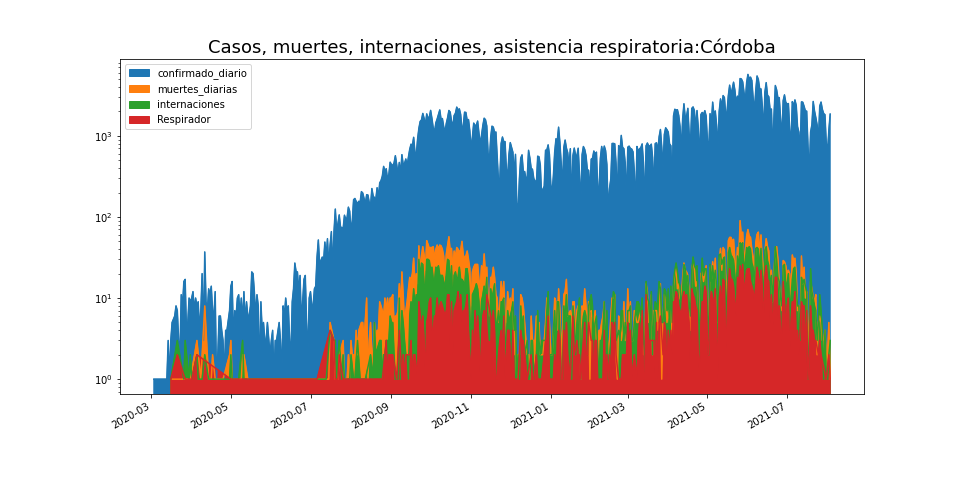 Casos, muertes, internaciones, asistencia respiratoria:Córdoba
confirmado_diario
muertes_diarias
internaciones
Respirador
10³
10²
10¹
10⁰
2020-03
2020-05
2020-07
2020-09
2020-11
2021-01
2021-03
2021-05
2021-07